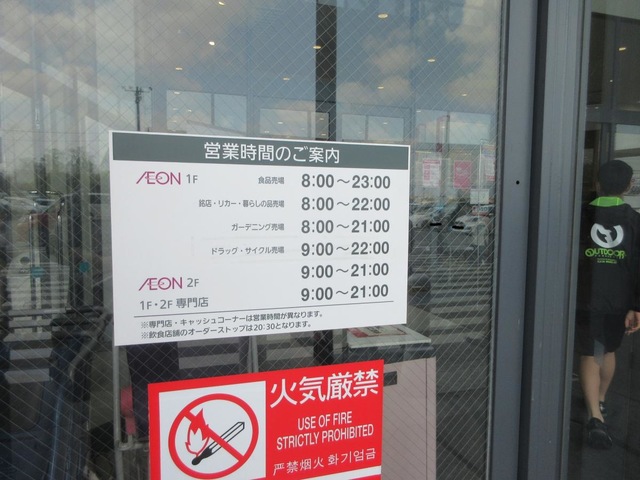 営業時間のご案内
ÆON 1F 食品売場 8:00～23:00
銘店・リカー・暮らしの品売場 8:00～22:00
ガーデニング売場 8:00～21:00
ドラッグ・サイクル売場 9:00～22:00
ÆON 2F 9:00～21:00
1F・2F 専門店 9:00～21:00
※専門店・キャッシュコーナーは営業時間が異なります。
※飲食店舗のオーダーストップは20:30となります。
火気厳禁
USE OF FIRE
STRICTLY PROHIBITED
严禁烟火 화기엄금
OUTDOOR